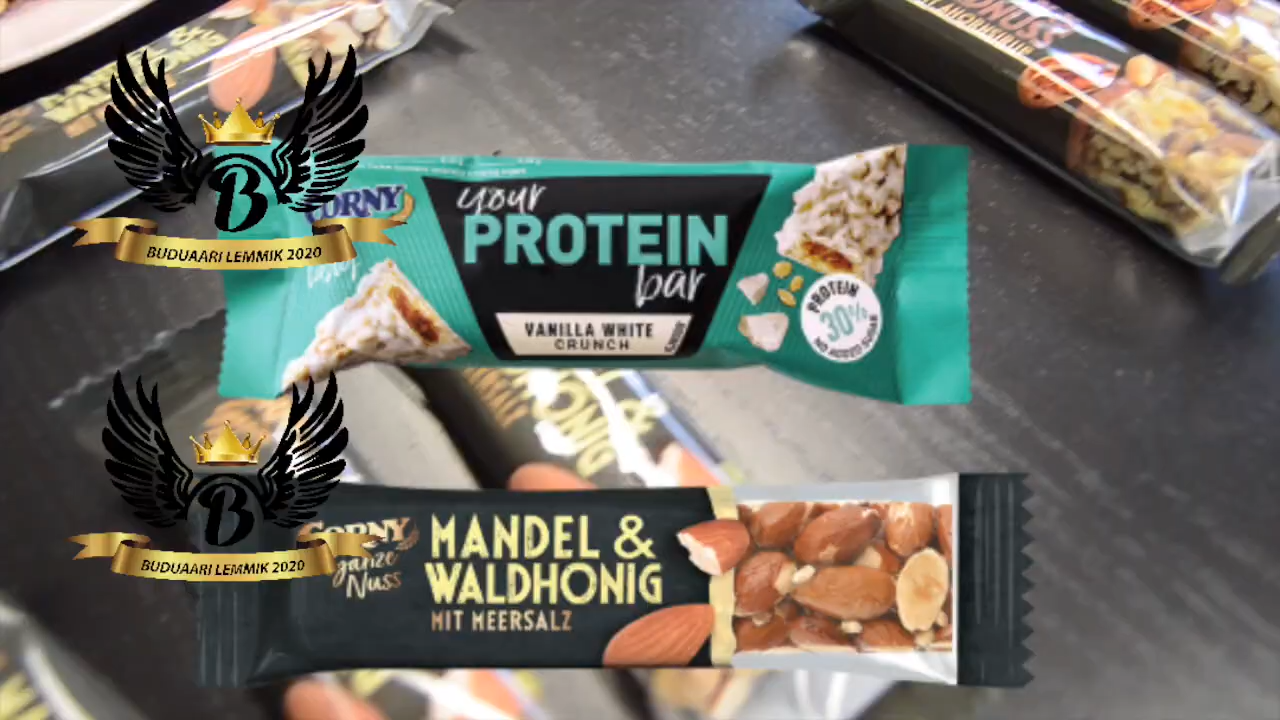 B
BUDUAARI LEMMIK 2020
CORNY
your
PROTEIN
bar
VANILLA WHITE
CRUNCH
PROTEIN
30%
NO ADDED SUGAR
B
BUDUAARI LEMMIK 2020
CORNY
ganze
Nuss
MANDEL &
WALDHONIG
MIT MEERSALZ